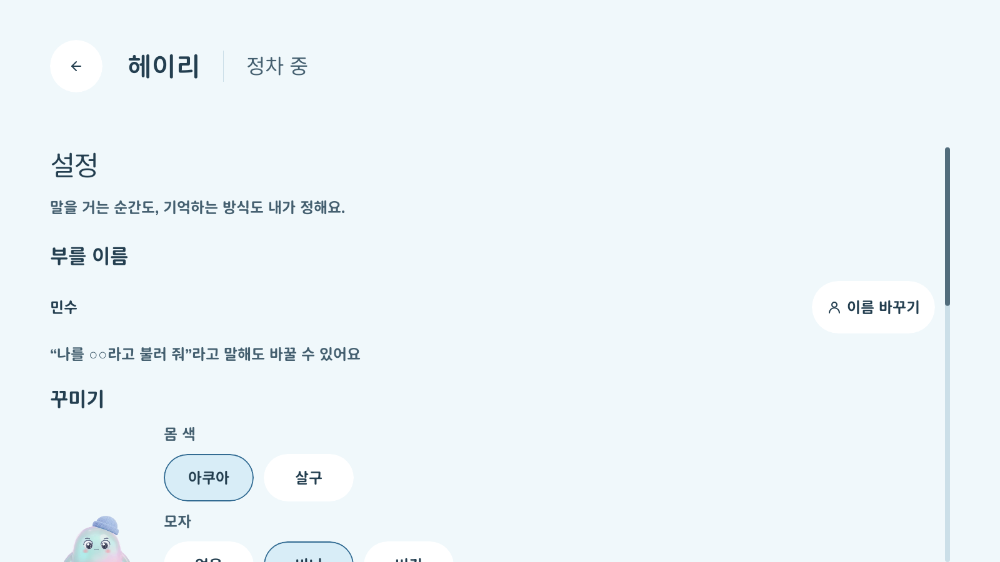 헤이리
정차 중
설정
말을 거는 순간도, 기억하는 방식도 내가 정해요.
부를 이름
민수
이름 바꾸기
“나를 ○○라고 불러 줘”라고 말해도 바꿀 수 있어요
꾸미기
몸 색
아쿠아
살구
모자